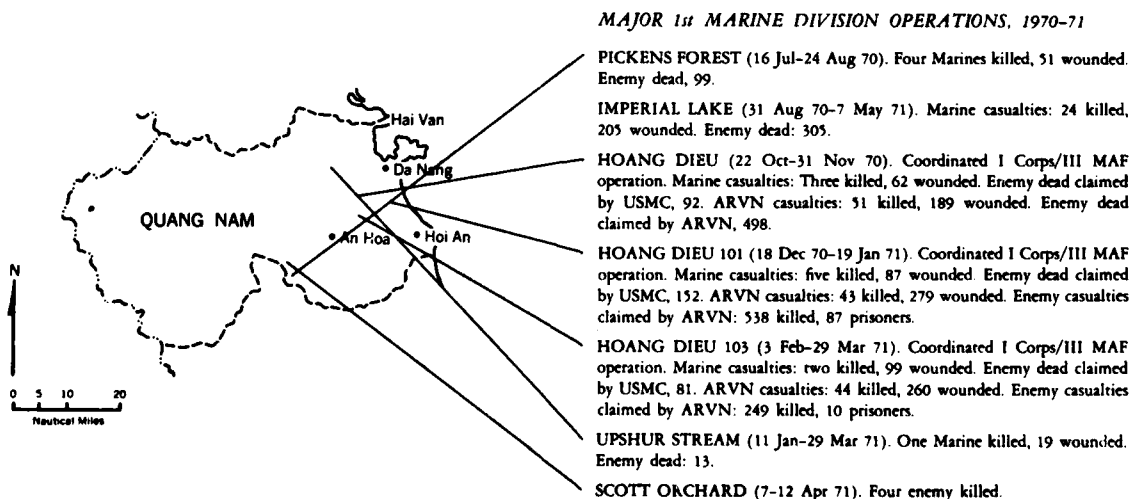 MAJOR 1st MARINE DIVISION OPERATIONS, 1970-71
PICKENS FOREST (16 Jul-24 Aug 70). Four Marines killed, 51 wounded.
Enemy dead, 99.
IMPERIAL LAKE (31 Aug 70-7 May 71). Marine casualties: 24 killed,
205 wounded. Enemy dead: 305.
HOANG DIEU (22 Oct-31 Nov 70). Coordinated I Corps/III MAF
operation. Marine casualties: Three killed, 62 wounded. Enemy dead claimed
by USMC, 92. ARVN casualties: 51 killed, 189 wounded. Enemy dead
claimed by ARVN, 498.
HOANG DIEU 101 (18 Dec 70-19 Jan 71). Coordinated I Corps/III MAF
operation. Marine casualties: five killed, 87 wounded. Enemy dead claimed
by USMC, 152. ARVN casualties: 43 killed, 279 wounded. Enemy casualties
claimed by ARVN: 538 killed, 87 prisoners.
HOANG DIEU 103 (3 Feb-29 Mar 71). Coordinated I Corps/III MAF
operation. Marine casualties: two killed, 99 wounded. Enemy dead claimed
by USMC, 81. ARVN casualties: 44 killed, 260 wounded. Enemy casualties
claimed by ARVN: 249 killed, 10 prisoners.
UPSHUR STREAM (11 Jan-29 Mar 71). One Marine killed, 19 wounded.
Enemy dead: 13.
SCOTT ORCHARD (7-12 Apr 71). Four enemy killed.
Hai Van
Da Nang
QUANG NAM
An Hoa
Hoi An
N
0 5 10 20
Nautical Miles